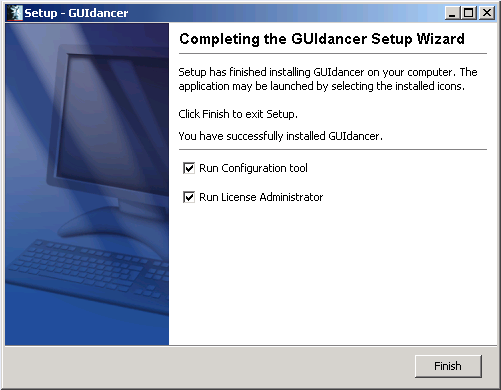 Setup - GUIdancer
Completing the GUIdancer Setup Wizard
Setup has finished installing GUIdancer on your computer. The
application may be launched by selecting the installed icons.
Click Finish to exit Setup.
You have successfully installed GUIdancer.
Run Configuration tool
Run License Administrator
Finish